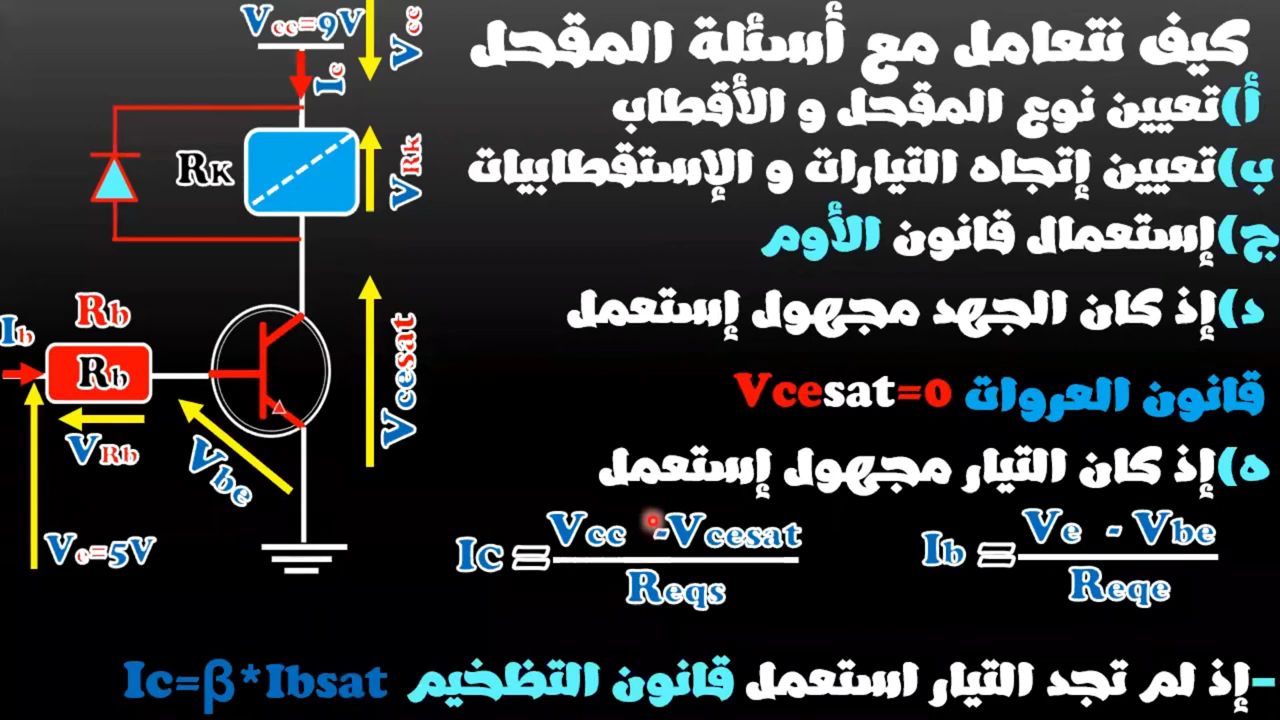 كيف نتعامل مع أسئلة المقحل
أ)تعيين نوع المقحل و الأقطاب
ب)تعيين إتجاه التيارات و الإستقطابيات
ج)إستعمال قانون الأوم
د)إذ كان الجهد مجهول إستعمل
قانون العروات Vcesat=0
ه)إذ كان التيار مجهول إستعمل
Ib = Ve - Vbe / Reqe
Ic = Vcc -Vcesat / Reqs
-إذ لم تجد التيار استعمل قانون التظخيم Ic=β*Ibsat
Vcc=9V
Vcc
Ic
RK
VRk
Rb
Ib
Rb
VRb
Vbe
Vcesat
Ve=5V